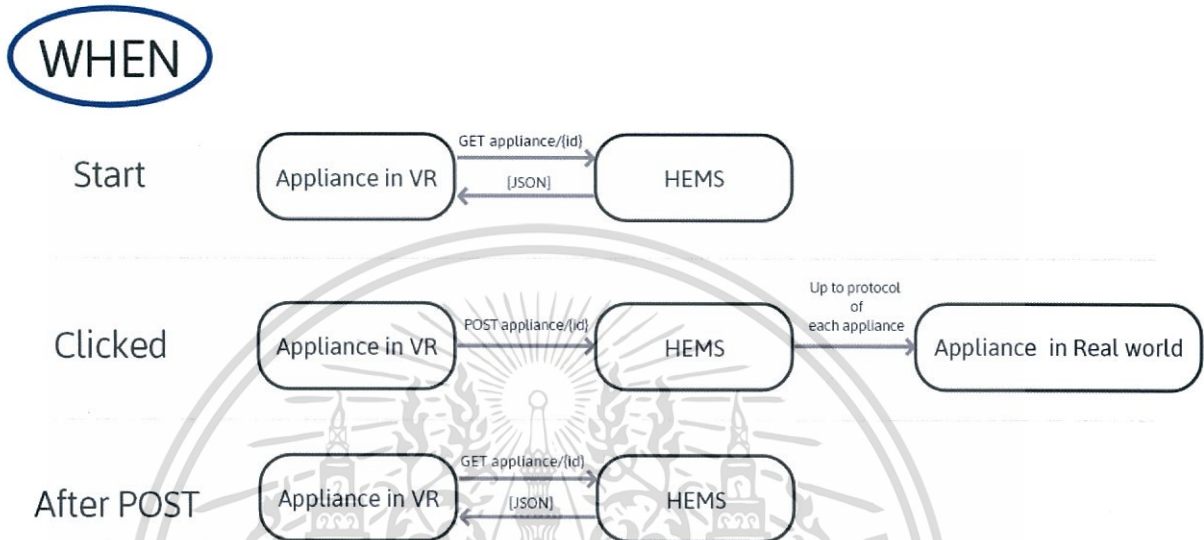 WHEN
Start
Appliance in VR
GET appliance/{id}
[JSON]
HEMS
Clicked
Appliance in VR
POST appliance/{id}
HEMS
Up to protocol
of
each appliance
Appliance in Real world
After POST
Appliance in VR
GET appliance/{id}
[JSON]
HEMS